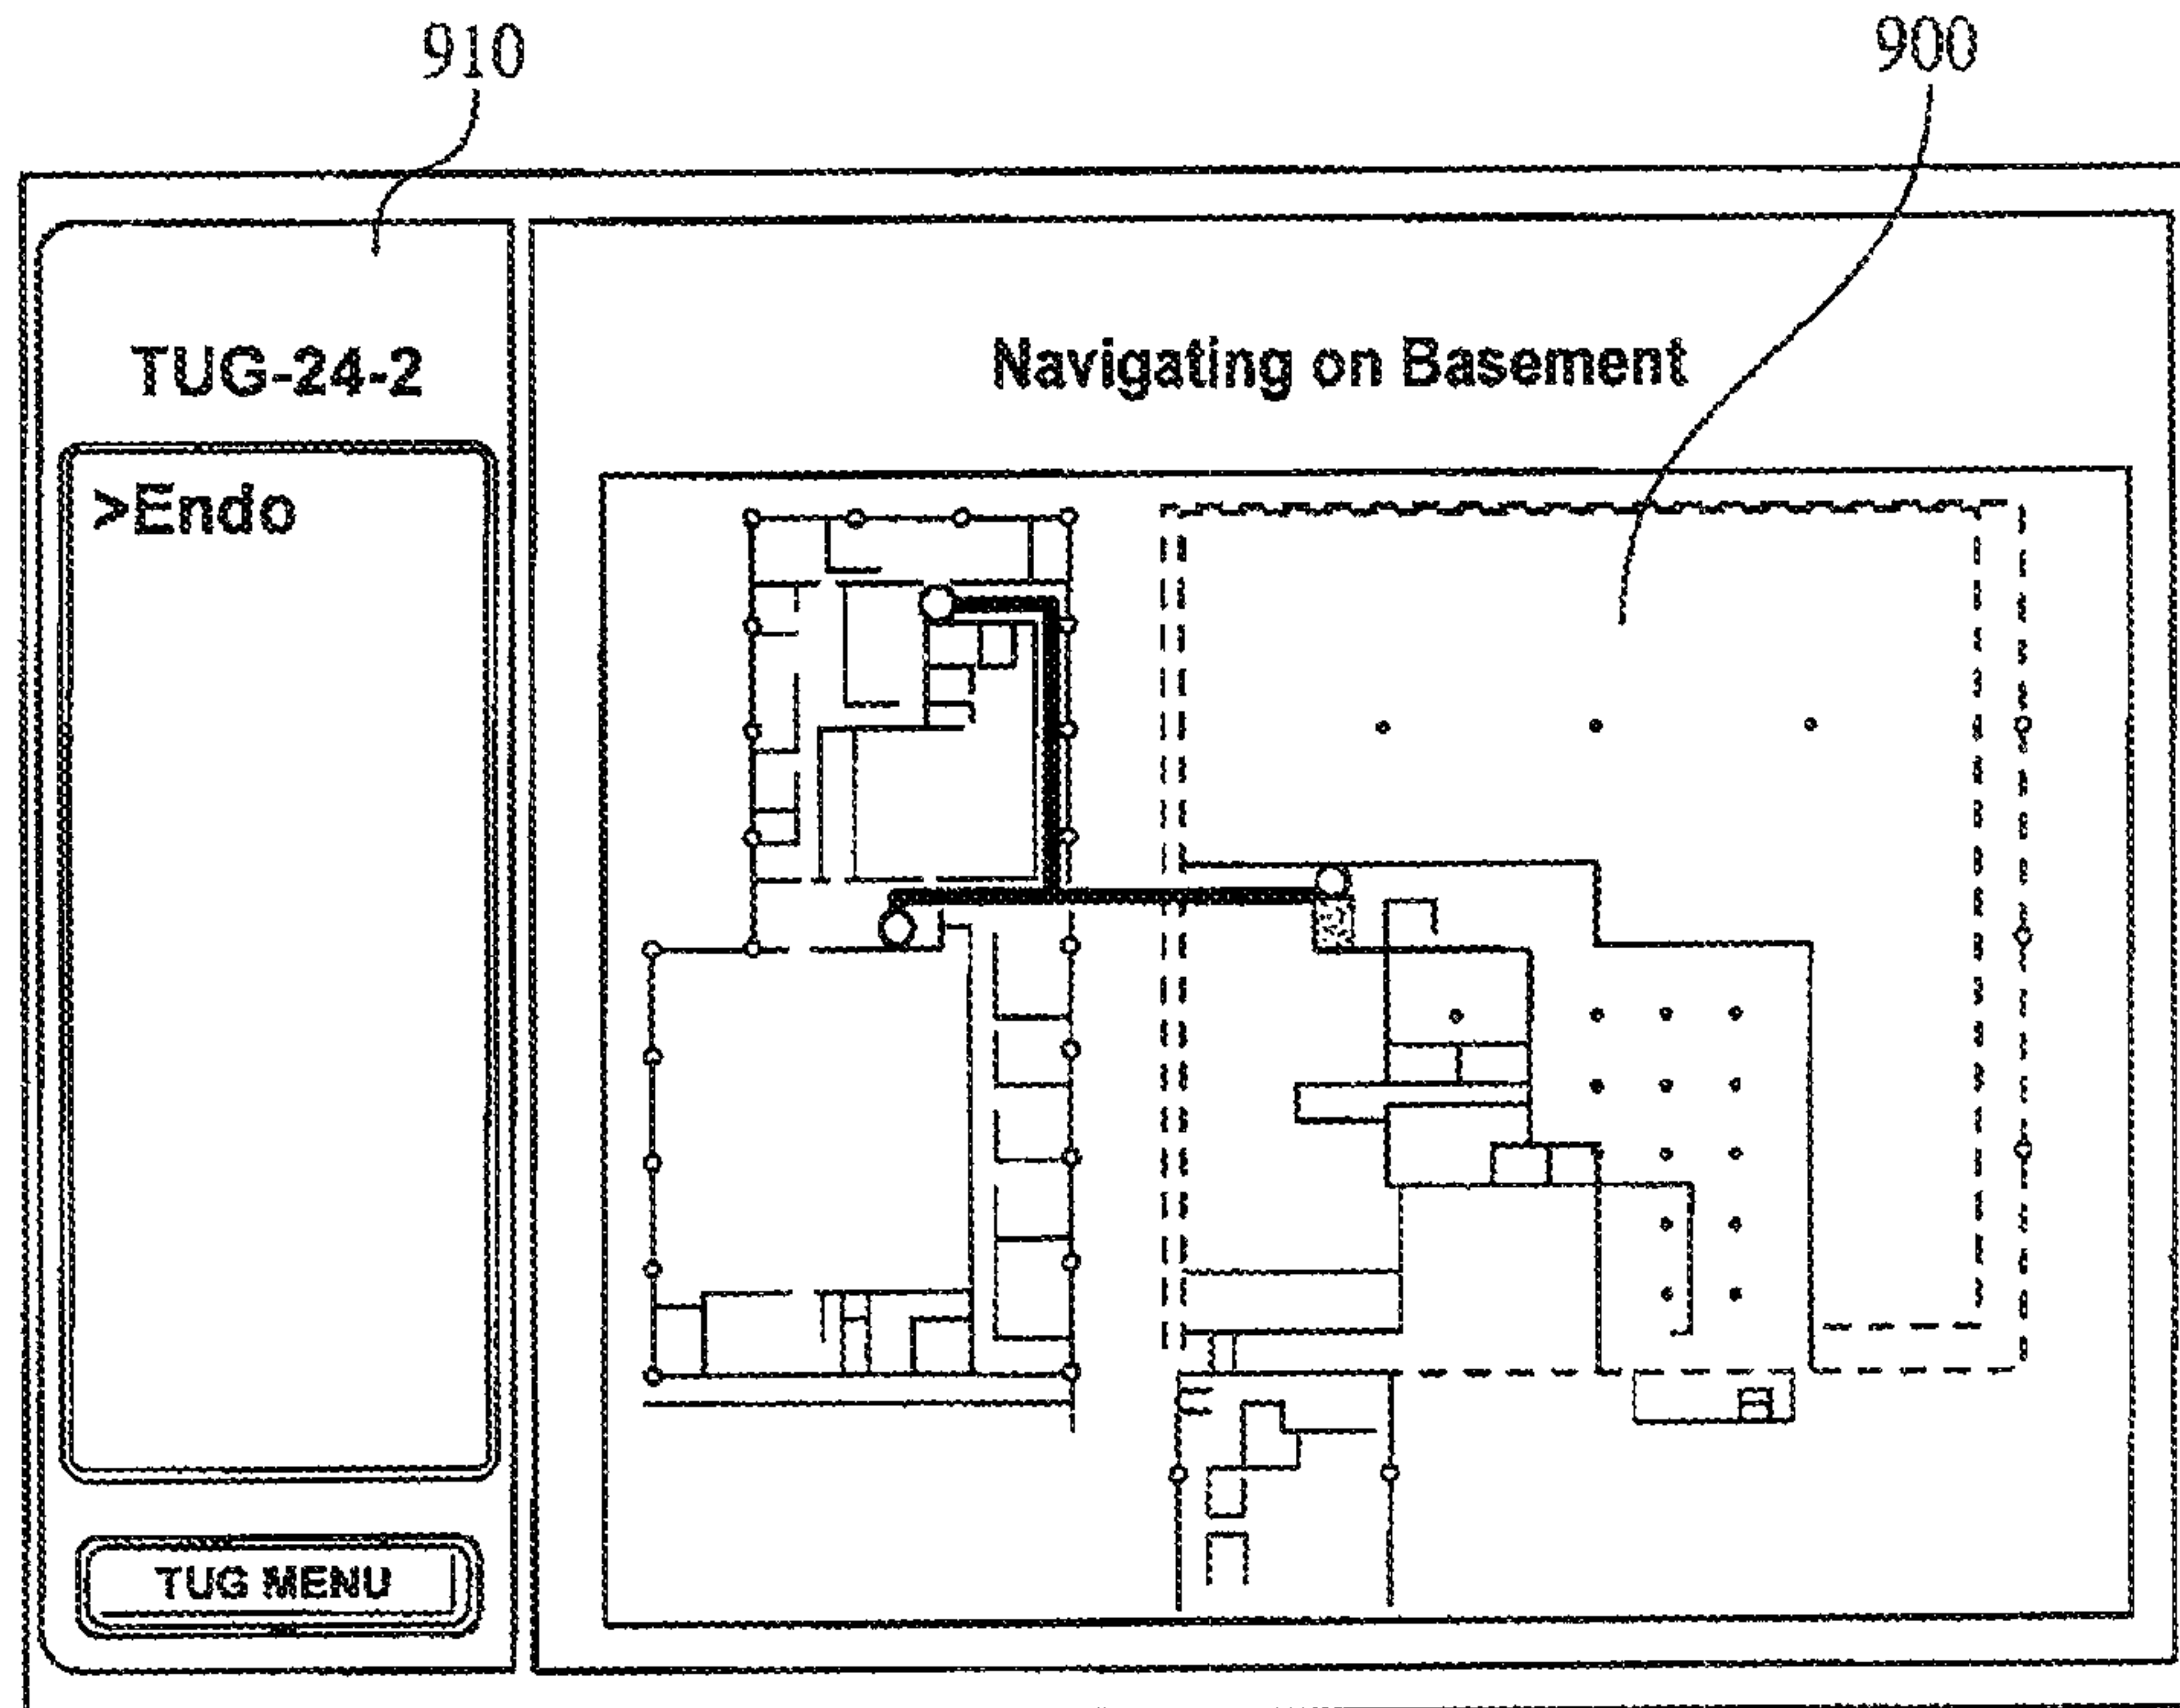 910
900
TUG-24-2
Navigating on Basement
>Endo
TUG MENU